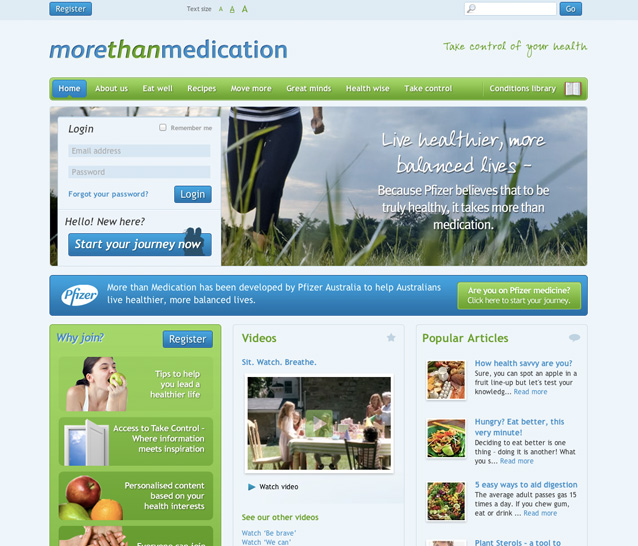 Register
Text size A A A
Go
morethanmedication
Take control of your health
Home About us Eat well Recipes Move more Great minds Health wise Take control Conditions library
Login
Remember me
Email address
Password
Forgot your password?
Login
Hello! New here?
Start your journey now
Live healthier, more
balanced lives –
Because Pfizer believes that to be
truly healthy, it takes more than
medication.
Pfizer
More than Medication has been developed by Pfizer Australia to help Australians
live healthier, more balanced lives.
Are you on Pfizer medicine?
Click here to start your journey.
Why join?
Register
Tips to help
you lead a
healthier life
Access to Take Control –
Where information
meets inspiration
Personalised content
based on your
health interests
Everyone can join
Videos
Sit. Watch. Breathe.
Watch video
See our other videos
Watch 'Be brave'
Watch 'We can'
Popular Articles
How health savvy are you?
Sure, you can spot an apple in a
fruit line-up but let's test your
knowledg... Read more
Hungry? Eat better, this
very minute!
Deciding to eat better is one
thing – doing it is another! What
you s... Read more
5 easy ways to aid digestion
The average adult passes gas 15
times a day. If you chew gum,
eat or drink ... Read more
Plant Sterols – a tool to